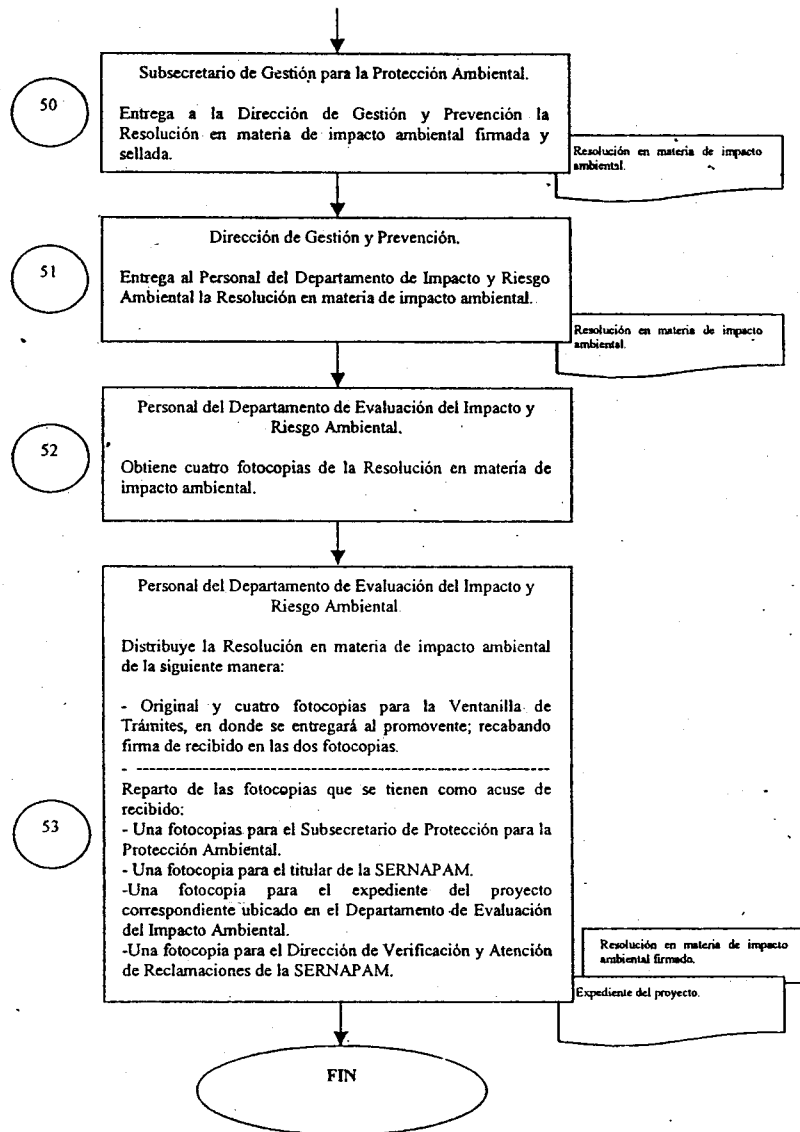 50
Subsecretario de Gestión para la Protección Ambiental.
Entrega a la Dirección de Gestión y Prevención la
Resolución en materia de impacto ambiental firmada y
sellada.
Resolución en materia de impacto
ambiental.
51
Dirección de Gestión y Prevención.
Entrega al Personal del Departamento de Impacto y Riesgo
Ambiental la Resolución en materia de impacto ambiental.
Resolución en materia de impacto
ambiental.
52
Personal del Departamento de Evaluación del Impacto y
Riesgo Ambiental.
Obtiene cuatro fotocopias de la Resolución en materia de
impacto ambiental.
53
Personal del Departamento de Evaluación del Impacto y
Riesgo Ambiental
Distribuye la Resolución en materia de impacto ambiental
de la siguiente manera:
- Original y cuatro fotocopias para la Ventanilla de
Trámites, en donde se entregará al promovente; recabando
firma de recibido en las dos fotocopias.
- ------------------------------------------------------------
Reparto de las fotocopias que se tienen como acuse de
recibido:
- Una fotocopias para el Subsecretario de Protección para la
Protección Ambiental.
- Una fotocopia para el titular de la SERNAPAM.
-Una fotocopia para el expediente del proyecto
correspondiente ubicado en el Departamento de Evaluación
del Impacto Ambiental.
-Una fotocopia para el Dirección de Verificación y Atención
de Reclamaciones de la SERNAPAM.
Resolución en materia de impacto
ambiental firmado.
Expediente del proyecto.
FIN